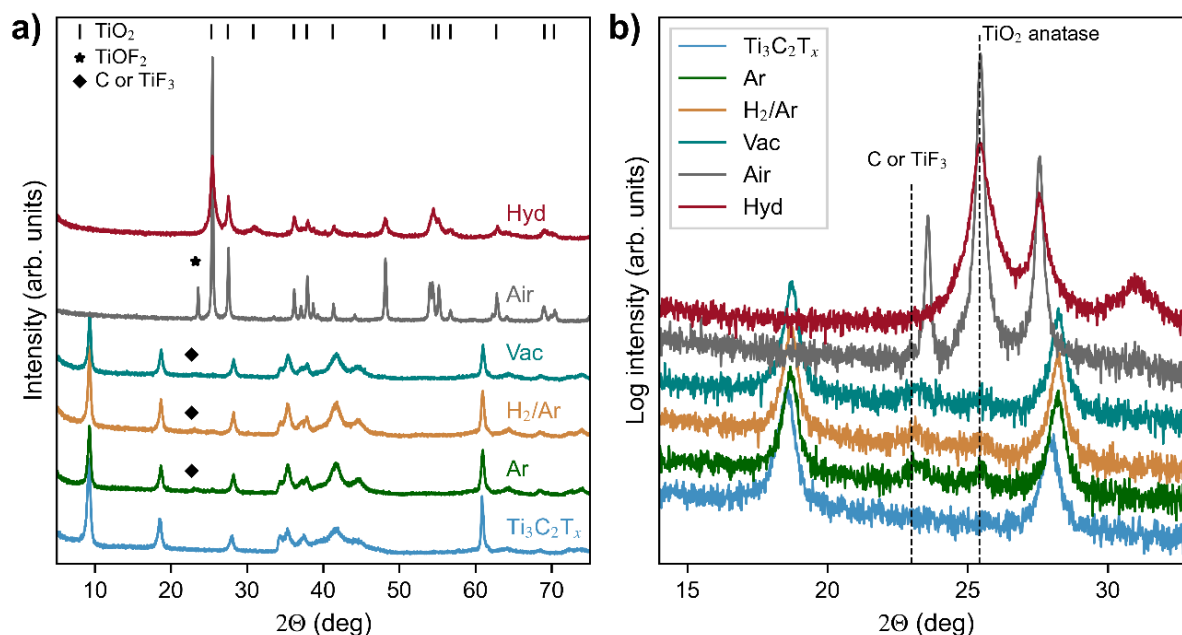 a)
TiO₂
TiOF₂
C or TiF₃
Hyd
Air
Vac
H₂/Ar
Ar
Ti₃C₂Tₓ
Intensity (arb. units)
10 20 30 40 50 60 70
2Θ (deg)
b)
Ti₃C₂Tₓ
Ar
H₂/Ar
Vac
Air
Hyd
TiO₂ anatase
C or TiF₃
Log intensity (arb. units)
15 20 25 30
2Θ (deg)